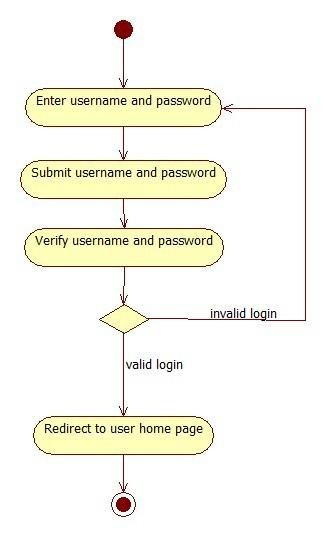 Enter username and password
Submit username and password
Verify username and password
invalid login
valid login
Redirect to user home page